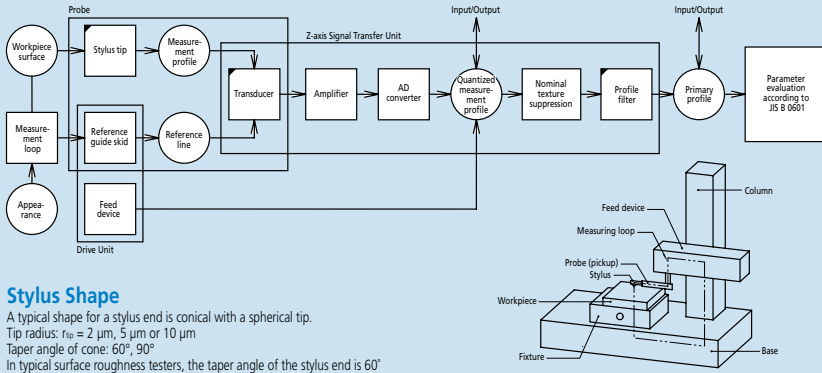 Probe
Input/Output
Input/Output
Z-axis Signal Transfer Unit
Workpiece
surface
Stylus tip
Measure-
ment
profile
Transducer
Amplifier
AD
converter
Quantized
measure-
ment
profile
Nominal
texture
suppression
Profile
filter
Primary
profile
Parameter
evaluation
according to
JIS B 0601
Measure-
ment
loop
Reference
guide skid
Reference
line
Appea-
rance
Feed
device
Drive Unit
Column
Feed device
Measuring loop
Probe (pickup)
Stylus
Workpiece
Fixture
Base
Stylus Shape
A typical shape for a stylus end is conical with a spherical tip.
Tip radius: rtip = 2 µm, 5 µm or 10 µm
Taper angle of cone: 60°, 90°
In typical surface roughness testers, the taper angle of the stylus end is 60°